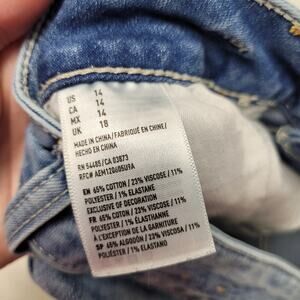 US 14
CA 14
MX 14
UK 18
MADE IN CHINA/FABRIQUÉ EN CHINE/
HECHO EN CHINA
RN 54485/CA 03873
RFC# AEM120605U9A
EN 65% COTTON / 23% VISCOSE / 11%
POLYESTER / 1% ELASTANE
EXCLUSIVE OF DECORATION
FR 65% COTON / 23% VISCOSE / 11%
POLYESTER / 1% ÉLASTHANNE
À L'EXCEPTION DE LA GARNITURE
SP 65% ALGODÓN / 23% VISCOSA / 11%
POLIÉSTER / 1% ELASTANO